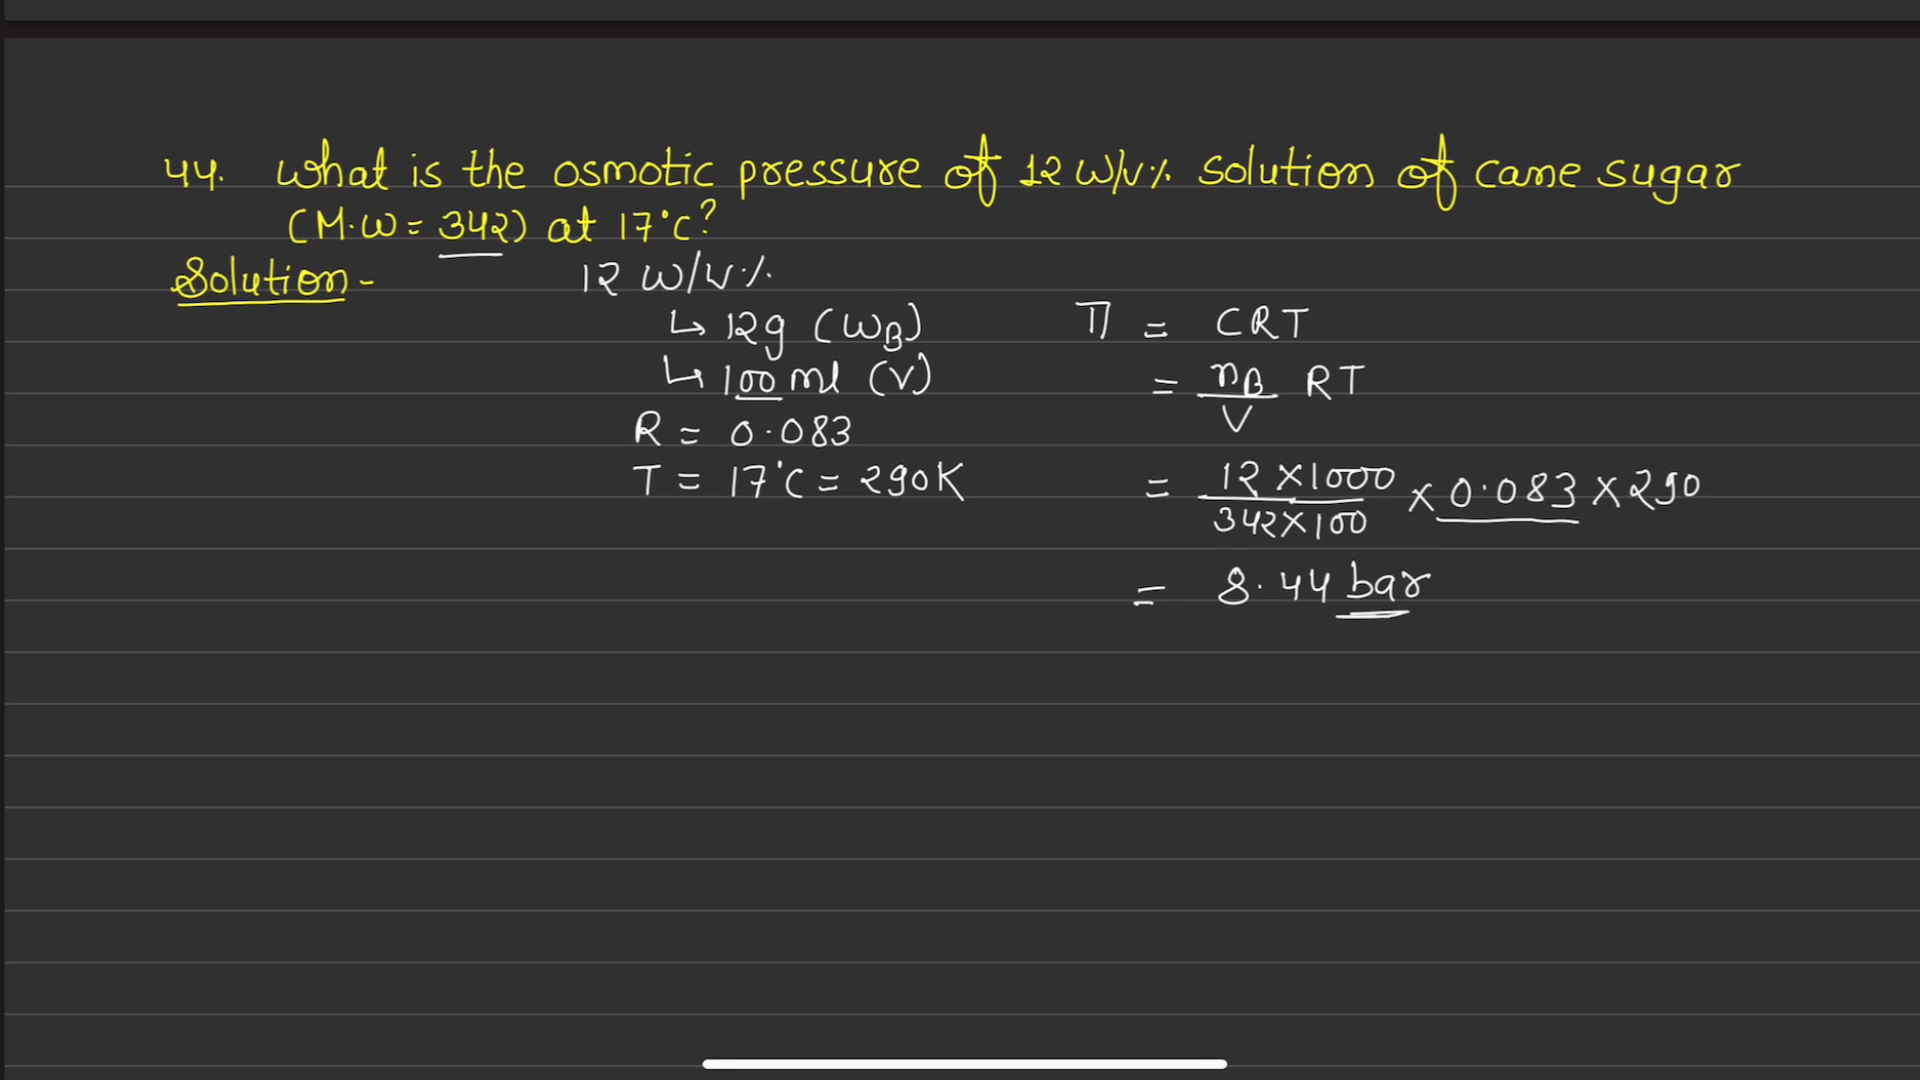 44. What is the osmotic pressure of 12 W/V% solution of cane sugar
(M.W = 342) at 17°C?
Solution -
12 W/V %
↳ 12g (WB)
↳ 100 ml (V)
R = 0.083
T = 17°C = 290K
π = CRT
= nB/V RT
= 12 × 1000 / 342 × 100 × 0.083 × 290
= 8.44 bar